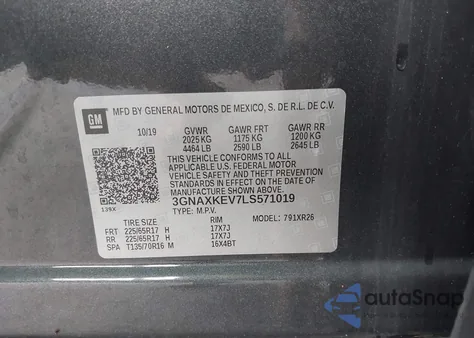 GM
MFD BY GENERAL MOTORS DE MEXICO, S. DE R.L. DE C.V.
10/19 GVWR GAWR FRT GAWR RR
2025 KG 1175 KG 1200 KG
4464 LB 2590 LB 2645 LB
THIS VEHICLE CONFORMS TO ALL
APPLICABLE U.S. FEDERAL MOTOR
VEHICLE SAFETY AND THEFT
PREVENTION STANDARDS IN EFFECT
ON THE DATE OF MANUFACTURE
SHOWN ABOVE.
3GNAXKEV7LS571019
139X TYPE: M.P.V. MODEL: 791XR26
TIRE SIZE RIM
FRT 225/65R17 H 17X7J
RR 225/65R17 H 17X7J
SPA T135/70R16 M 16X4BT
autoSnap